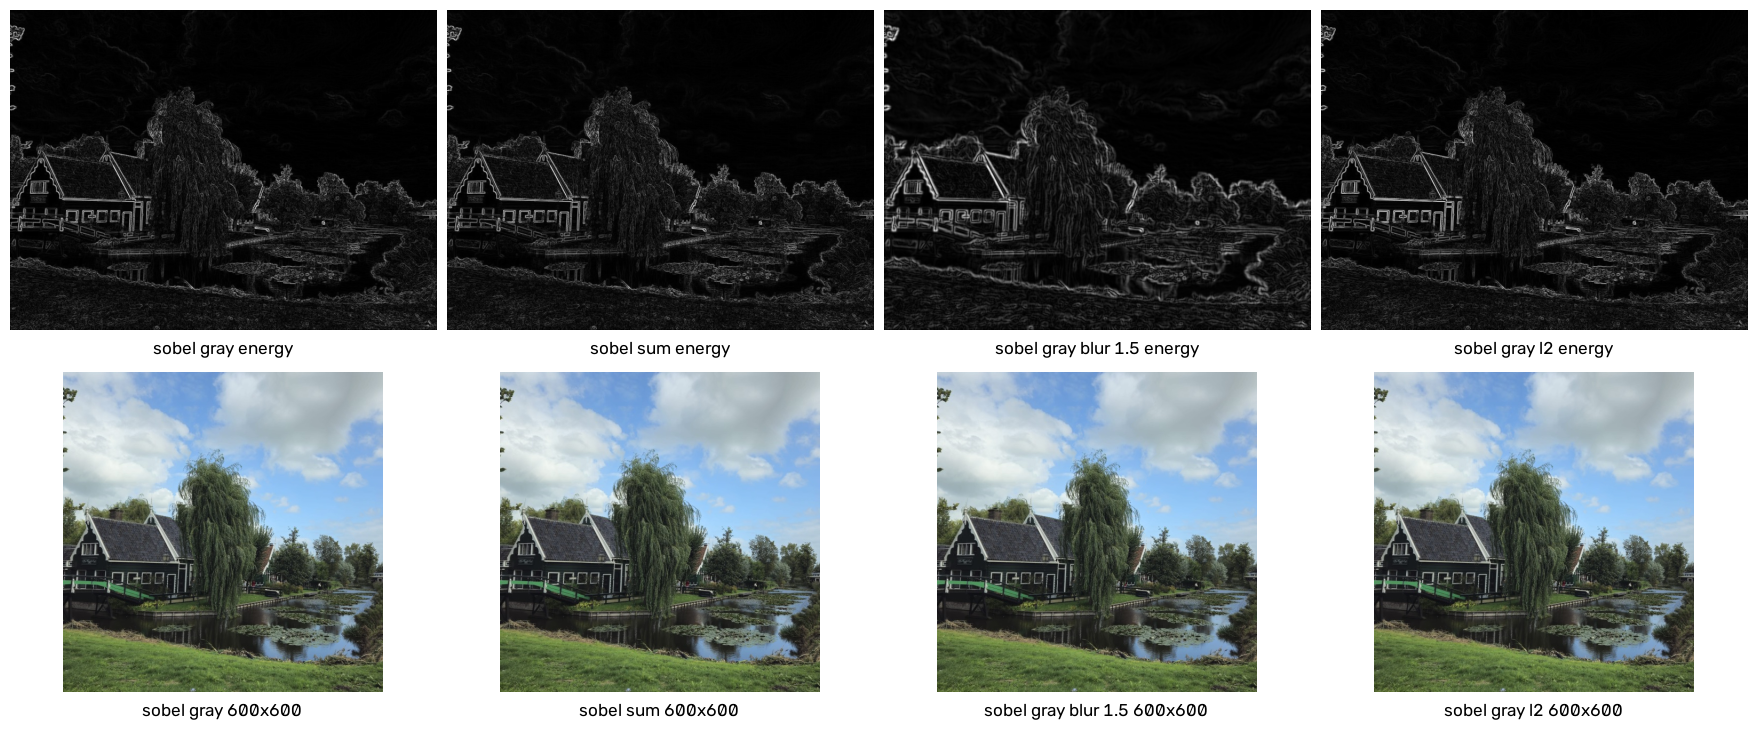 sobel gray energy
sobel sum energy
sobel gray blur 1.5 energy
sobel gray l2 energy
sobel gray 600x600
sobel sum 600x600
sobel gray blur 1.5 600x600
sobel gray l2 600x600